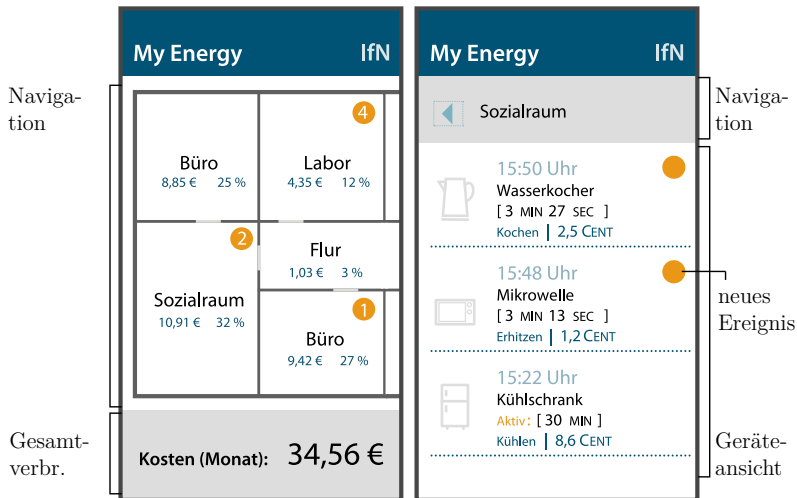 Naviga-
tion
Gesamt-
verbr.
My Energy IfN
4
Büro
8,85 € 25 %
Labor
4,35 € 12 %
2
Flur
1,03 € 3 %
Sozialraum
10,91 € 32 %
1
Büro
9,42 € 27 %
Kosten (Monat): 34,56 €
My Energy IfN
Sozialraum
15:50 Uhr
Wasserkocher
[ 3 MIN 27 SEC ]
Kochen | 2,5 CENT
15:48 Uhr
Mikrowelle
[ 3 MIN 13 SEC ]
Erhitzen | 1,2 CENT
15:22 Uhr
Kühlschrank
Aktiv: [ 30 MIN ]
Kühlen | 8,6 CENT
Naviga-
tion
neues
Ereignis
Geräte-
ansicht